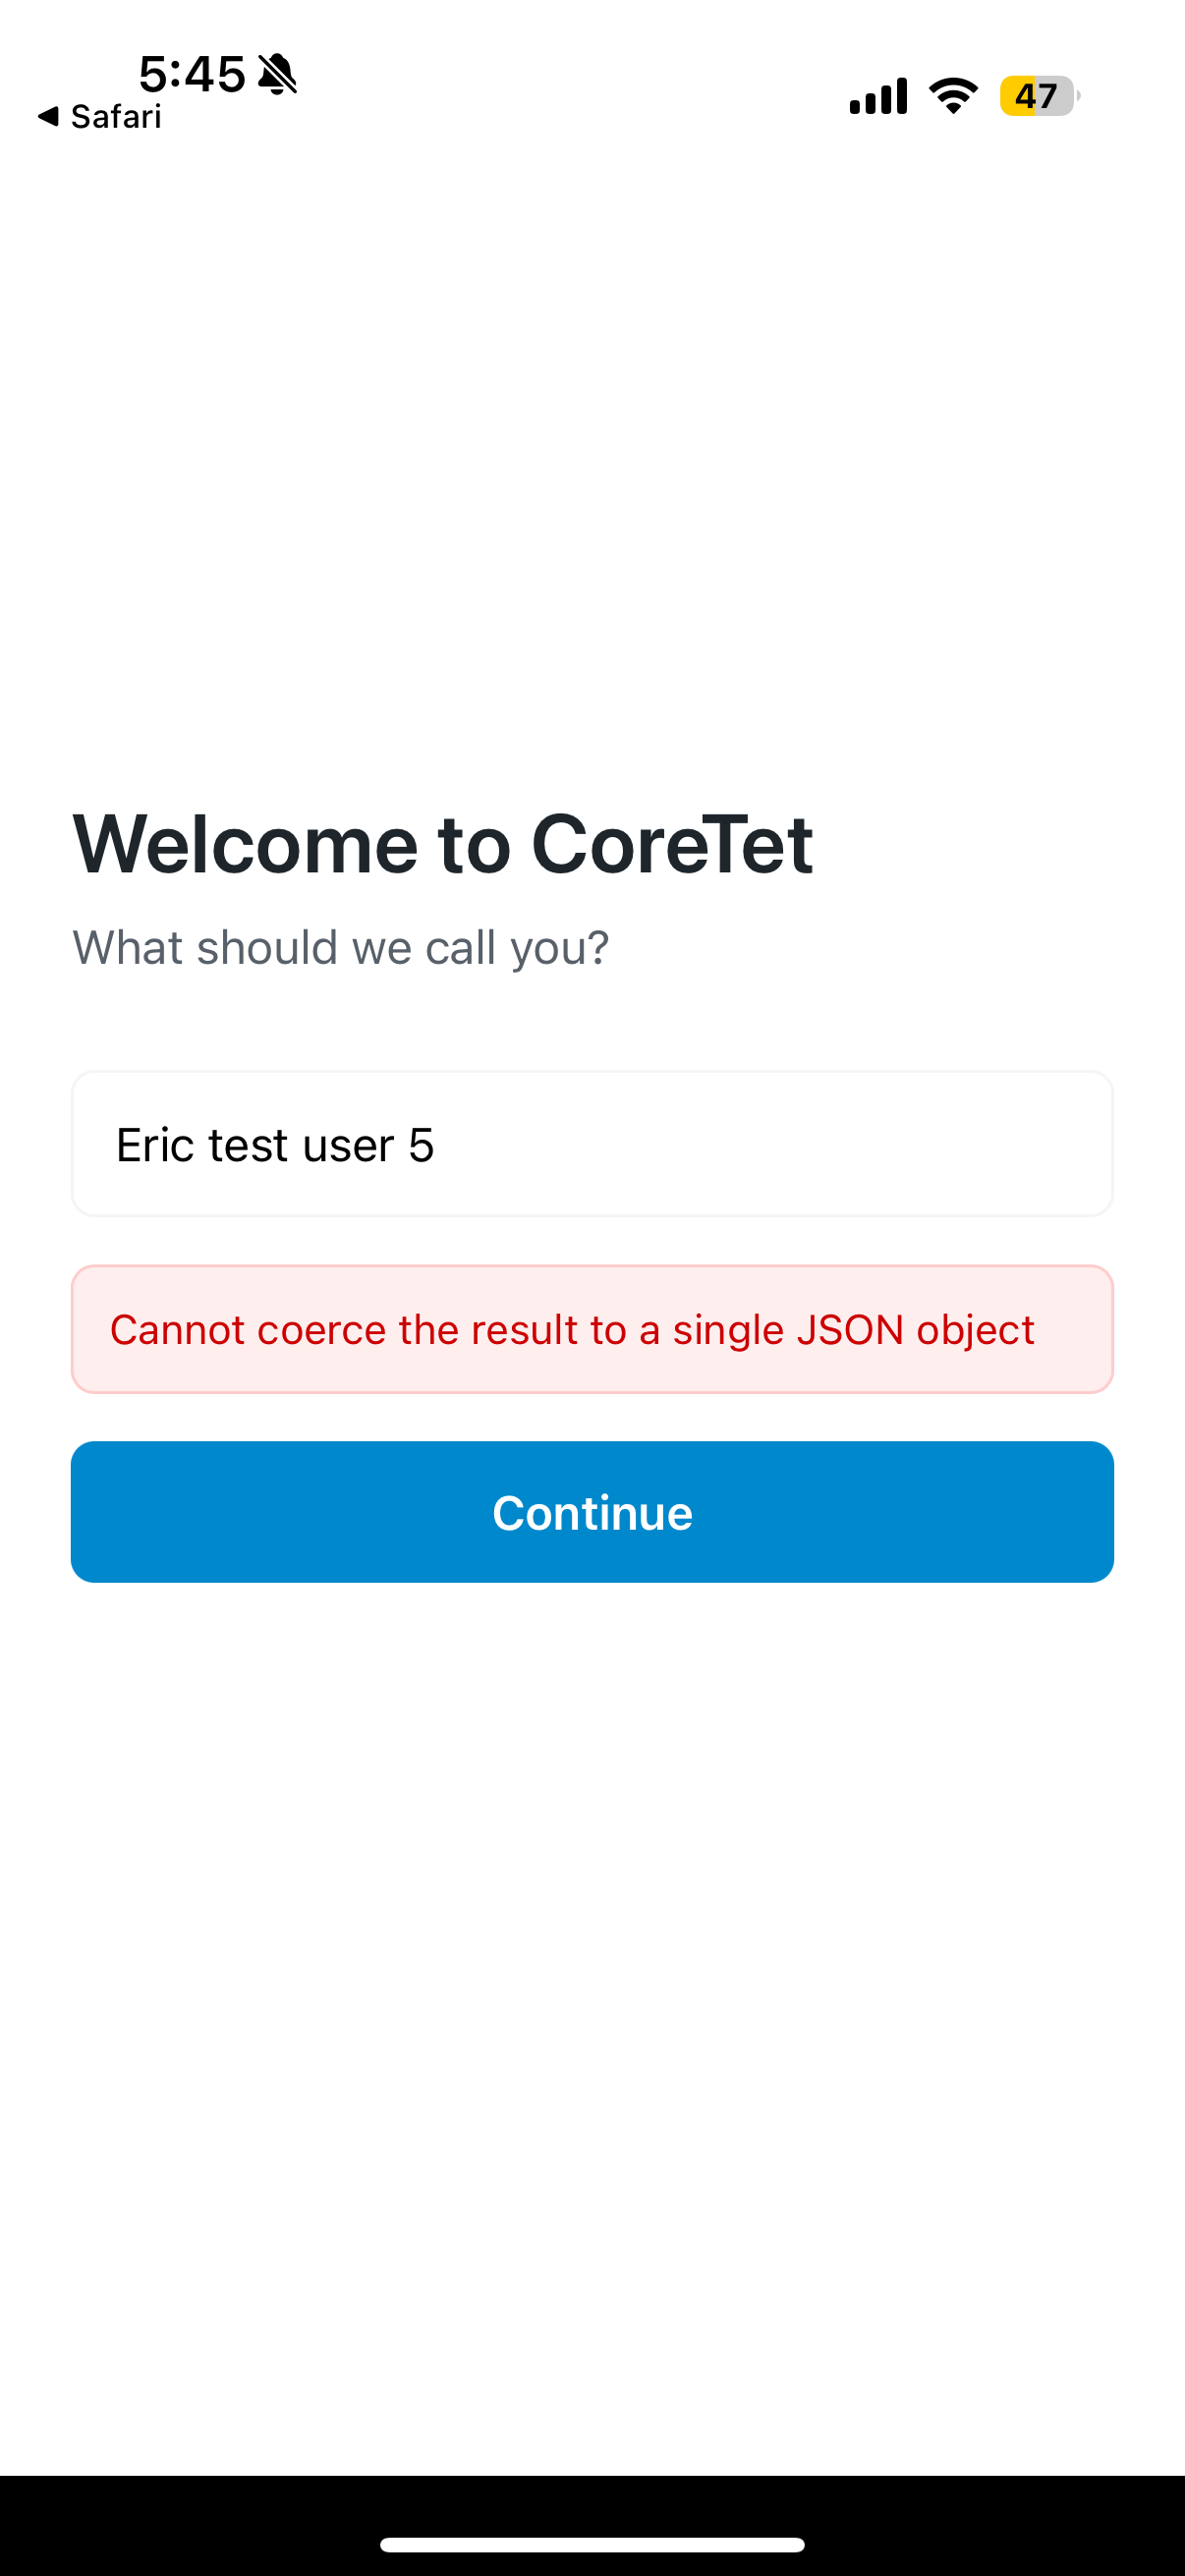 5:45
◀ Safari
47
Welcome to CoreTet
What should we call you?
Eric test user 5
Cannot coerce the result to a single JSON object
Continue